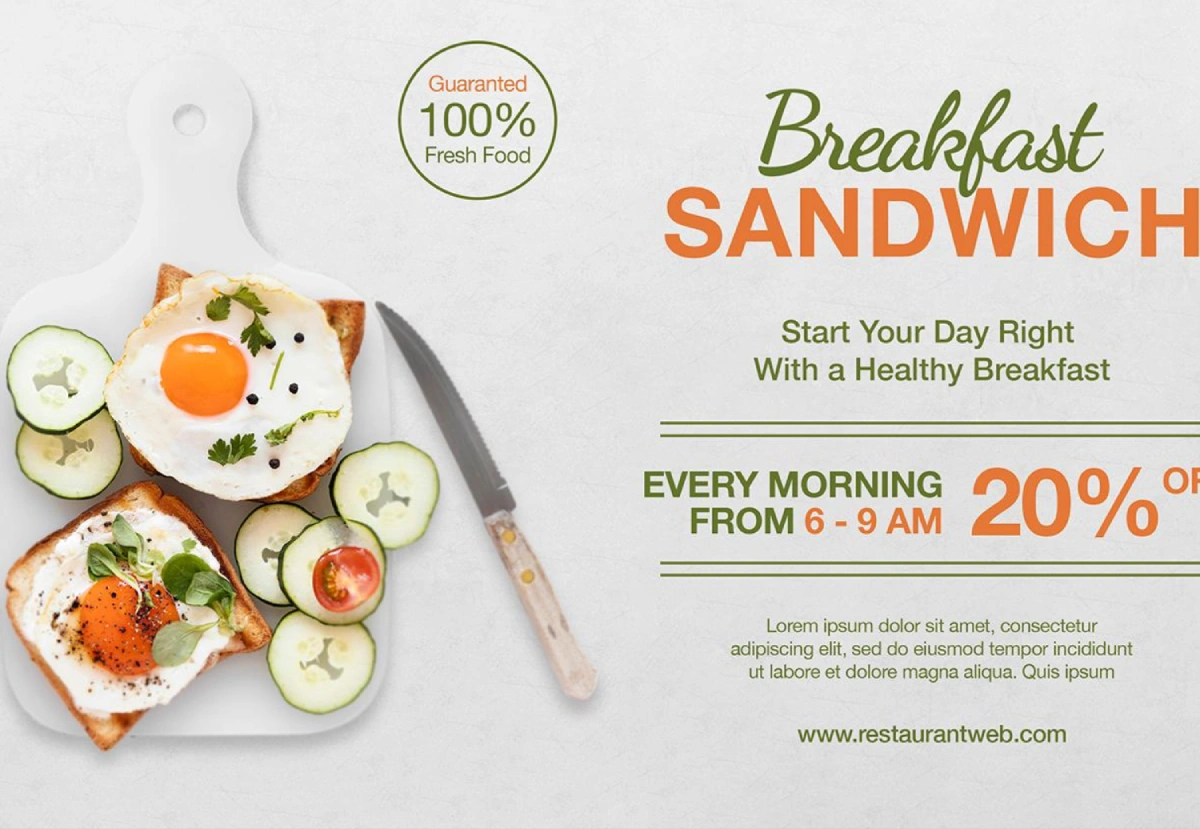 Guaranted
100%
Fresh Food
Breakfast
SANDWICH
Start Your Day Right
With a Healthy Breakfast
EVERY MORNING
FROM 6 - 9 AM
20%
Lorem ipsum dolor sit amet, consectetur
adipiscing elit, sed do eiusmod tempor incididunt
ut labore et dolore magna aliqua. Quis ipsum
www.restaurantweb.com